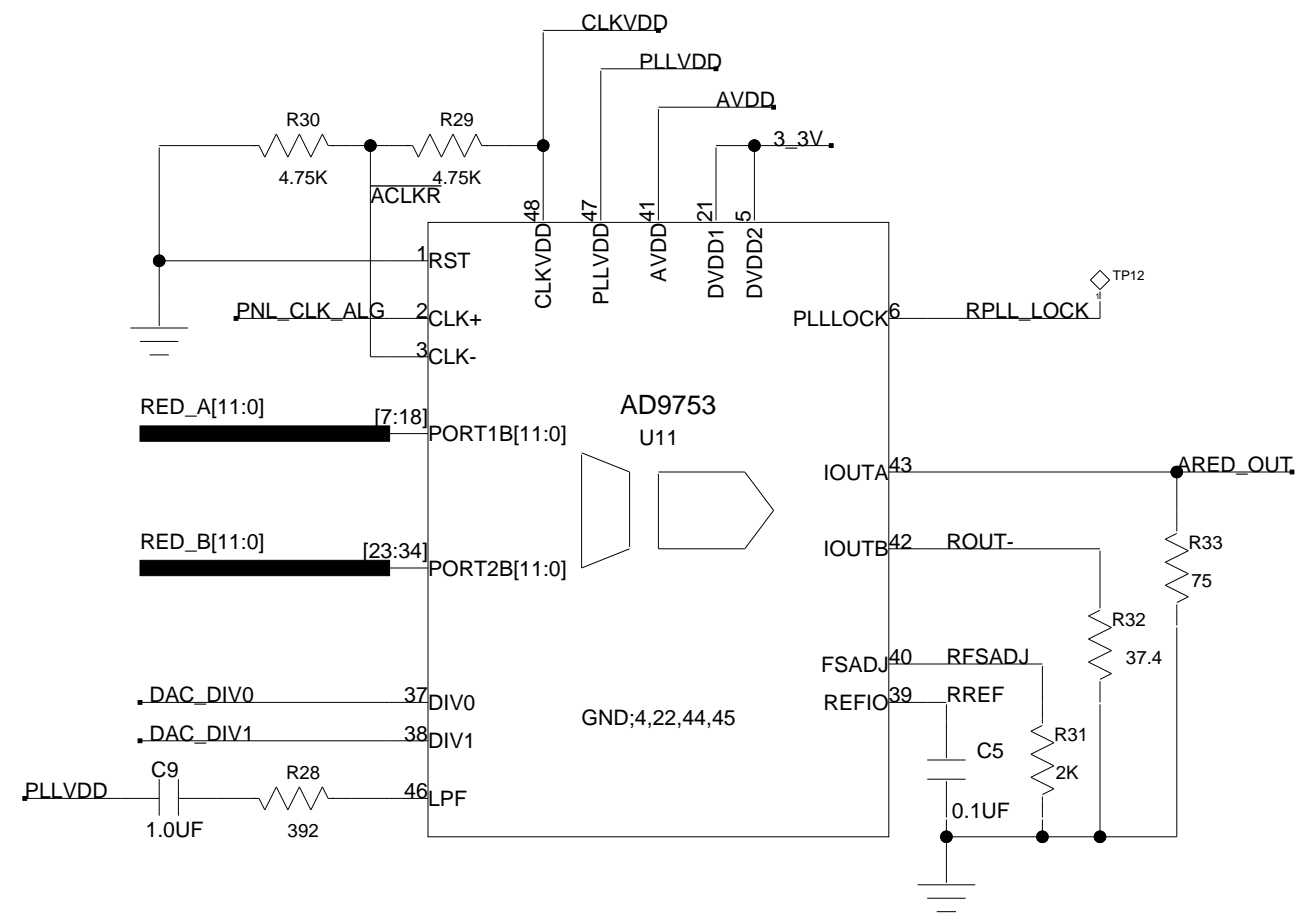 CLKVDD
PLLVDD
AVDD
3_3V
R30
R29
4.75K
4.75K
ACLKR
48
47
41
21
5
CLKVDD
PLLVDD
AVDD
DVDD1
DVDD2
1
RST
TP12
1
PNL_CLK_ALG
2
CLK+
PLLLOCK
6
RPLL_LOCK
3
CLK-
RED_A[11:0]
[7:18]
PORT1B[11:0]
AD9753
U11
IOUTA
43
ARED_OUT
RED_B[11:0]
[23:34]
PORT2B[11:0]
IOUTB
42
ROUT-
R33
75
R32
37.4
FSADJ
40
RFSADJ
REFIO
39
RREF
DAC_DIV0
37
DIV0
GND;4,22,44,45
DAC_DIV1
38
DIV1
R31
2K
C5
0.1UF
PLLVDD
C9
1.0UF
R28
392
46
LPF